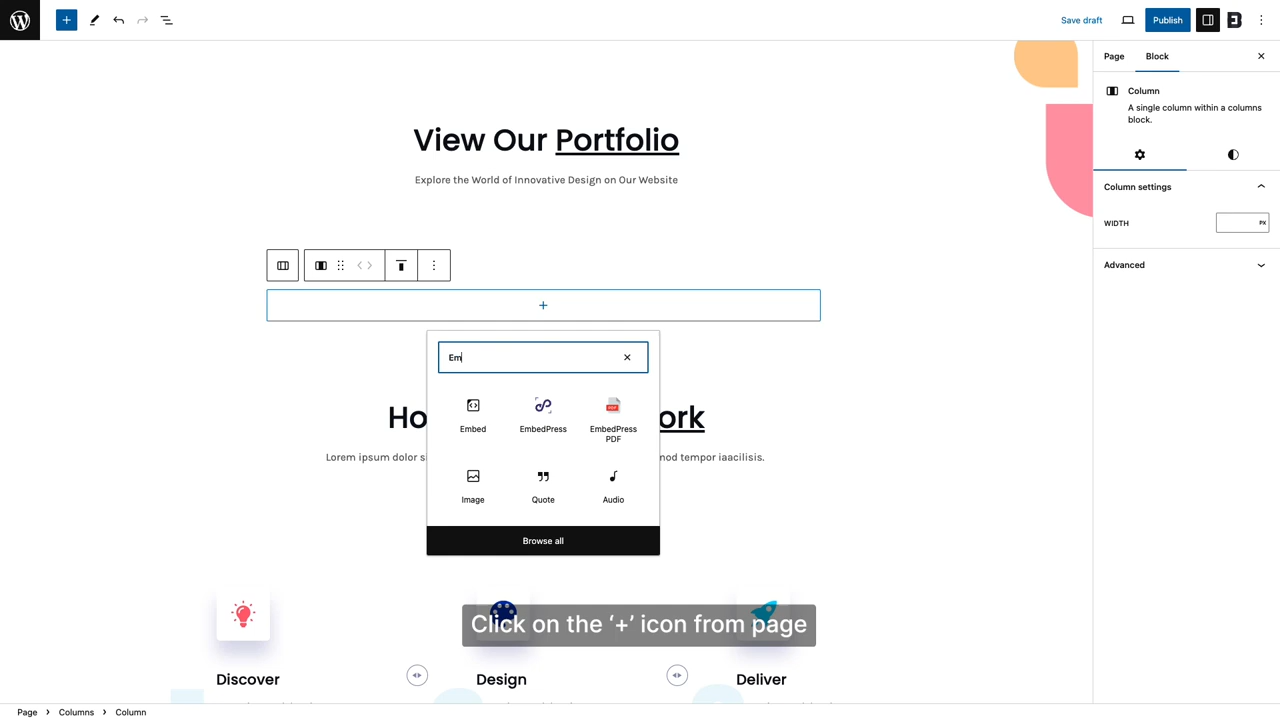 Save draft
Publish
Page
Block
Column
A single column within a columns
block.
View Our Portfolio
Explore the World of Innovative Design on Our Website
Column settings
WIDTH
PX
Advanced
Em
Embed
EmbedPress
EmbedPress
PDF
Ho
ork
Lorem ipsum dolor s
nod tempor iaacilisis.
Image
Quote
Audio
Browse all
Click on the ‘+’ icon from page
Discover
Design
Deliver
Page > Columns > Column